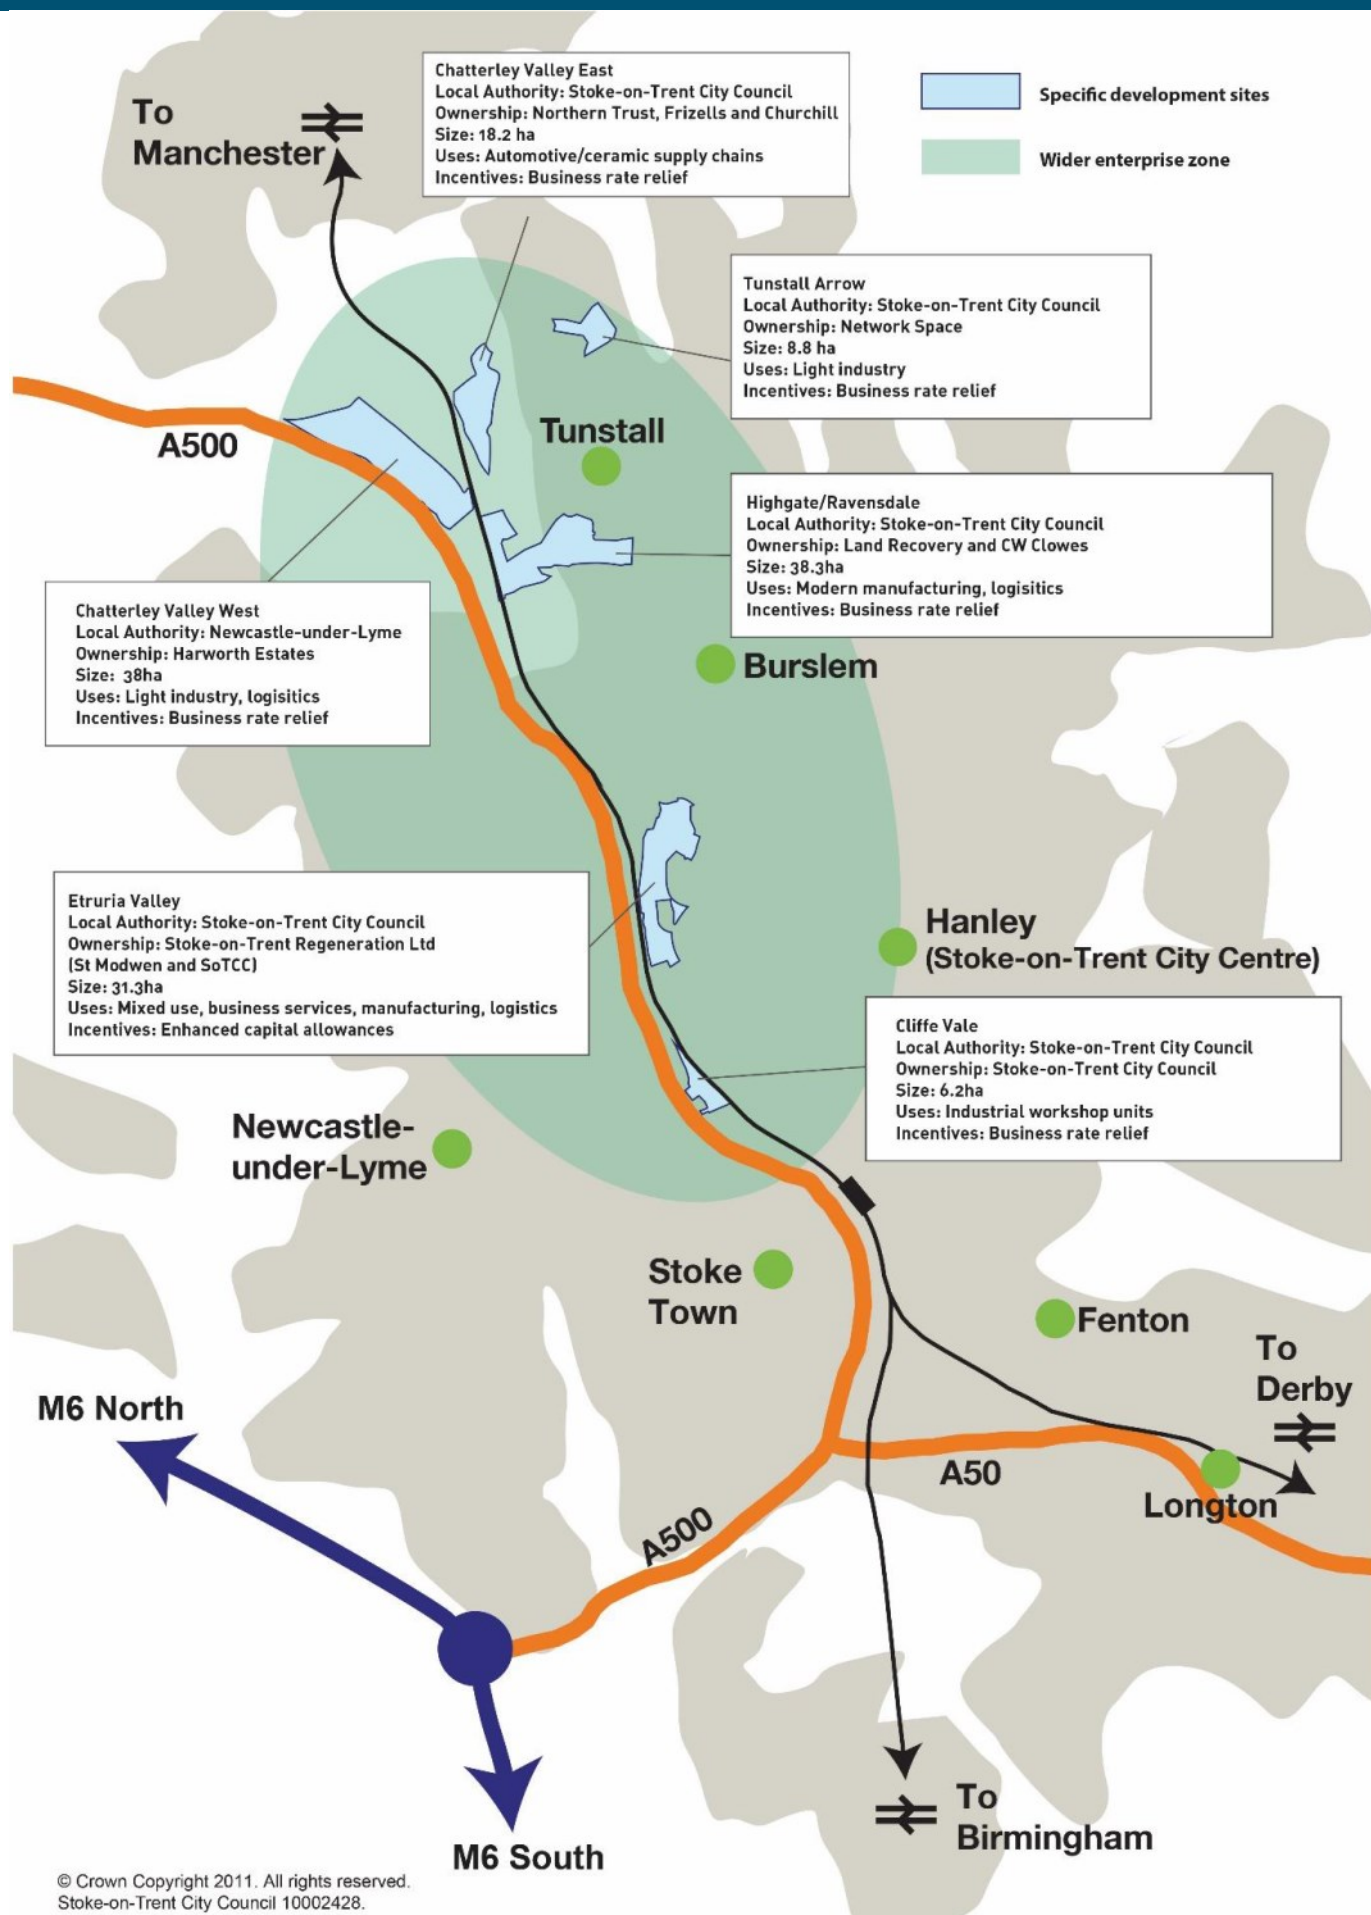 To
Manchester
Chatterley Valley East
Local Authority: Stoke-on-Trent City Council
Ownership: Northern Trust, Frizells and Churchill
Size: 18.2 ha
Uses: Automotive/ceramic supply chains
Incentives: Business rate relief
Specific development sites
Wider enterprise zone
Tunstall Arrow
Local Authority: Stoke-on-Trent City Council
Ownership: Network Space
Size: 8.8 ha
Uses: Light industry
Incentives: Business rate relief
A500
Tunstall
Highgate/Ravensdale
Local Authority: Stoke-on-Trent City Council
Ownership: Land Recovery and CW Clowes
Size: 38.3ha
Uses: Modern manufacturing, logisitics
Incentives: Business rate relief
Chatterley Valley West
Local Authority: Newcastle-under-Lyme
Ownership: Harworth Estates
Size: 38ha
Uses: Light industry, logisitics
Incentives: Business rate relief
Burslem
Etruria Valley
Local Authority: Stoke-on-Trent City Council
Ownership: Stoke-on-Trent Regeneration Ltd
(St Modwen and SoTCC)
Size: 31.3ha
Uses: Mixed use, business services, manufacturing, logistics
Incentives: Enhanced capital allowances
Hanley
(Stoke-on-Trent City Centre)
Cliffe Vale
Local Authority: Stoke-on-Trent City Council
Ownership: Stoke-on-Trent City Council
Size: 6.2ha
Uses: Industrial workshop units
Incentives: Business rate relief
Newcastle-
under-Lyme
Stoke
Town
Fenton
To
Derby
M6 North
A50
Longton
A500
To
Birmingham
M6 South
© Crown Copyright 2011. All rights reserved.
Stoke-on-Trent City Council 10002428.